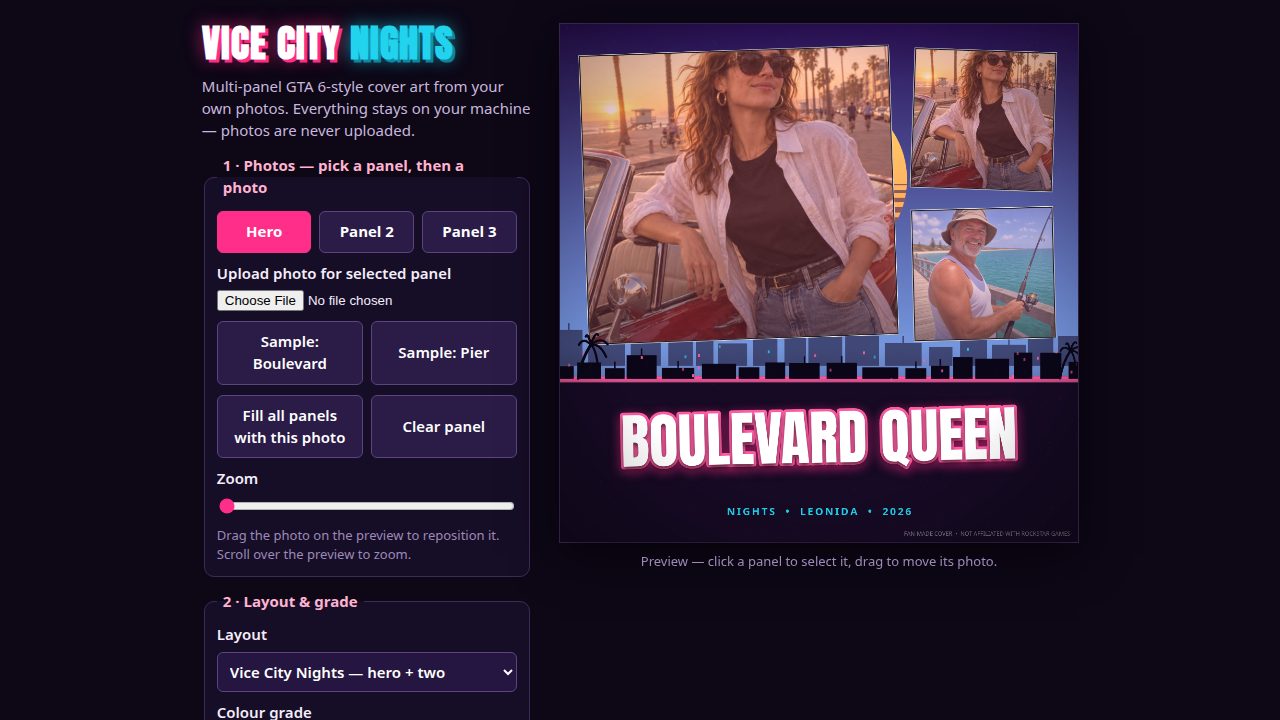 VICE CITY NIGHTS
Multi-panel GTA 6-style cover art from your
own photos. Everything stays on your machine
— photos are never uploaded.
1 · Photos — pick a panel, then a
photo
Hero
Panel 2
Panel 3
Upload photo for selected panel
Choose File No file chosen
Sample:
Boulevard
Sample: Pier
Fill all panels
with this photo
Clear panel
Zoom
Drag the photo on the preview to reposition it.
Scroll over the preview to zoom.
2 · Layout & grade
Layout
Vice City Nights — hero + two
Colour grade
BOULEVARD QUEEN
NIGHTS • LEONIDA • 2026
FAN MADE COVER • NOT AFFILIATED WITH ROCKSTAR GAMES
Preview — click a panel to select it, drag to move its photo.